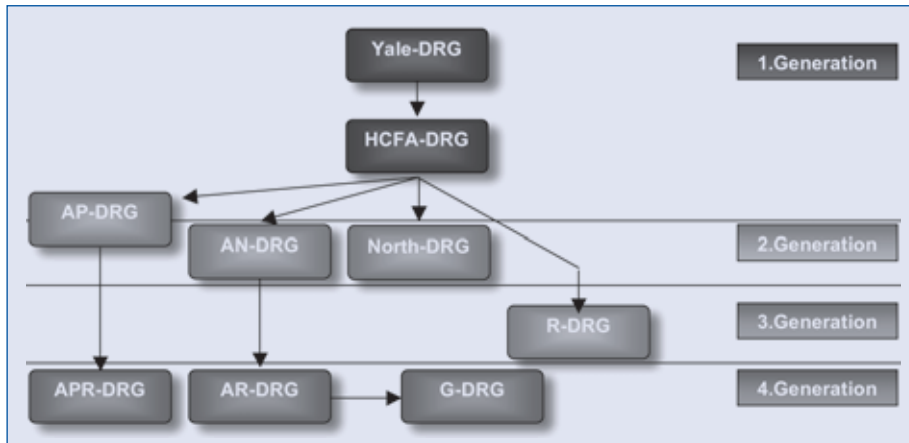 Yale-DRG
1.Generation
HCFA-DRG
AP-DRG
AN-DRG
North-DRG
2.Generation
R-DRG
3.Generation
APR-DRG
AR-DRG
G-DRG
4.Generation